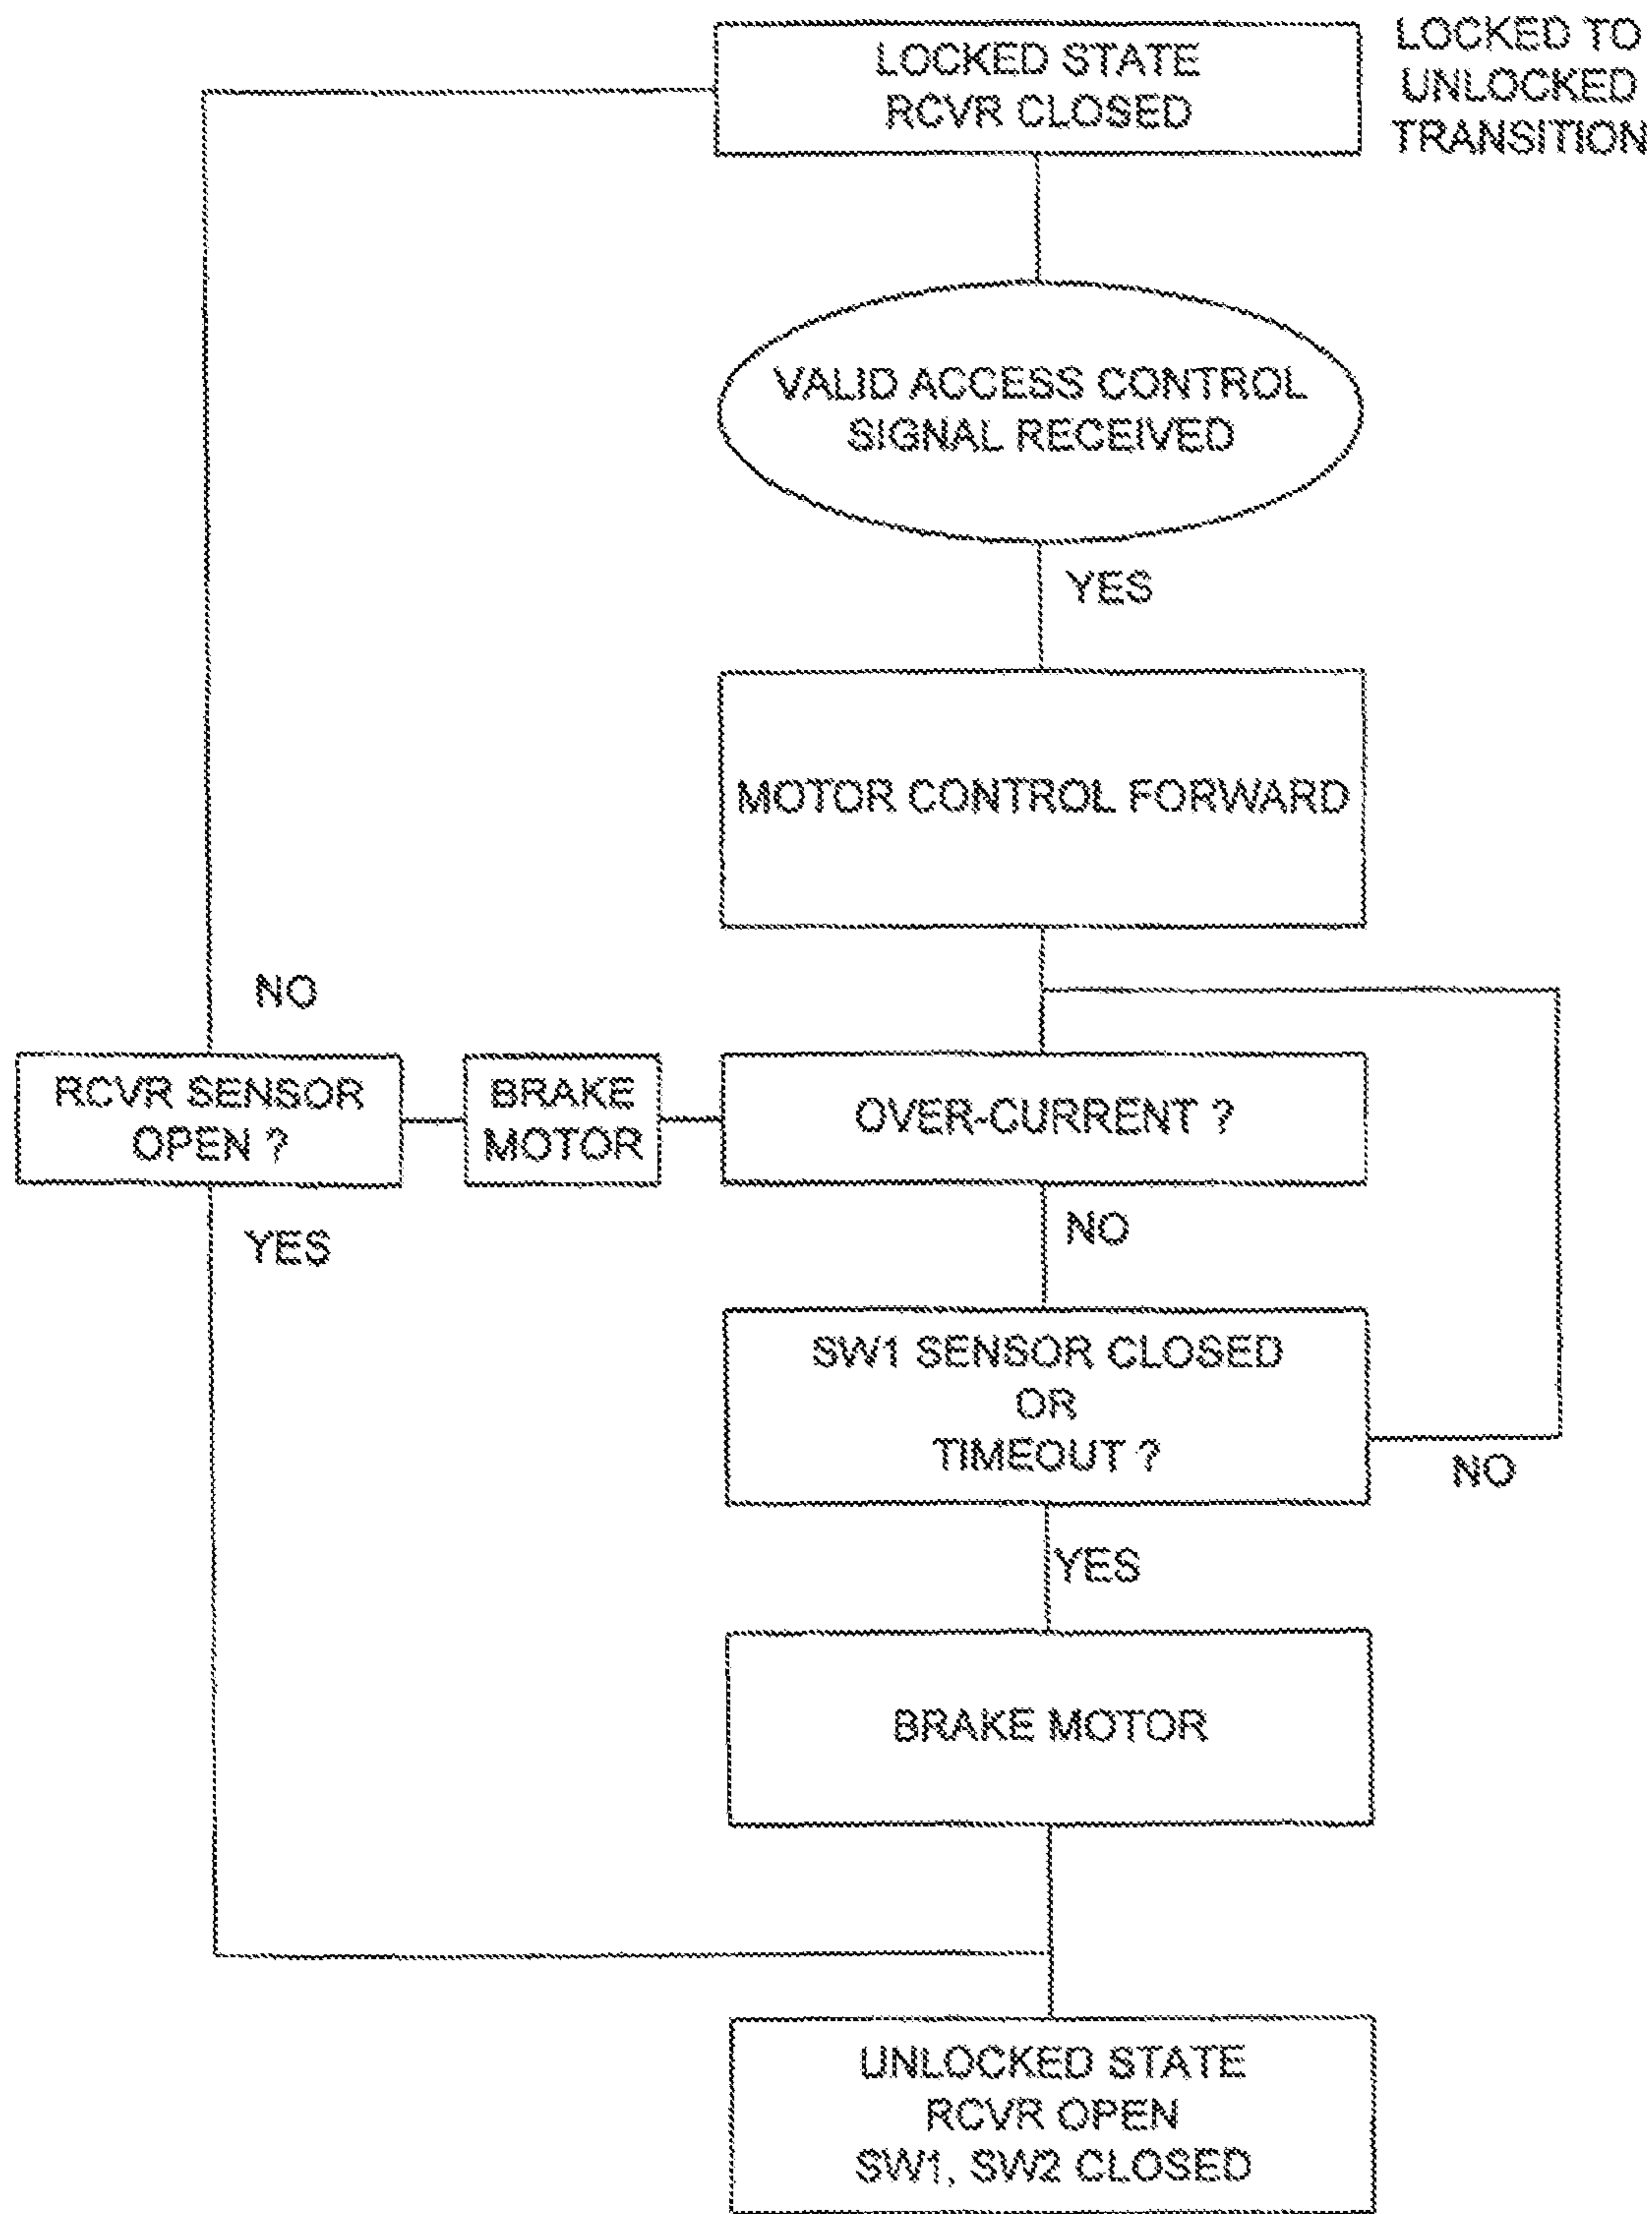 LOCKED TO
UNLOCKED
TRANSITION
LOCKED STATE
RCVR CLOSED
VALID ACCESS CONTROL
SIGNAL RECEIVED
YES
MOTOR CONTROL FORWARD
NO
RCVR SENSOR
OPEN ?
BRAKE
MOTOR
OVER-CURRENT ?
YES
NO
SW1 SENSOR CLOSED
OR
TIMEOUT ?
NO
YES
BRAKE MOTOR
UNLOCKED STATE
RCVR OPEN
SW1, SW2 CLOSED